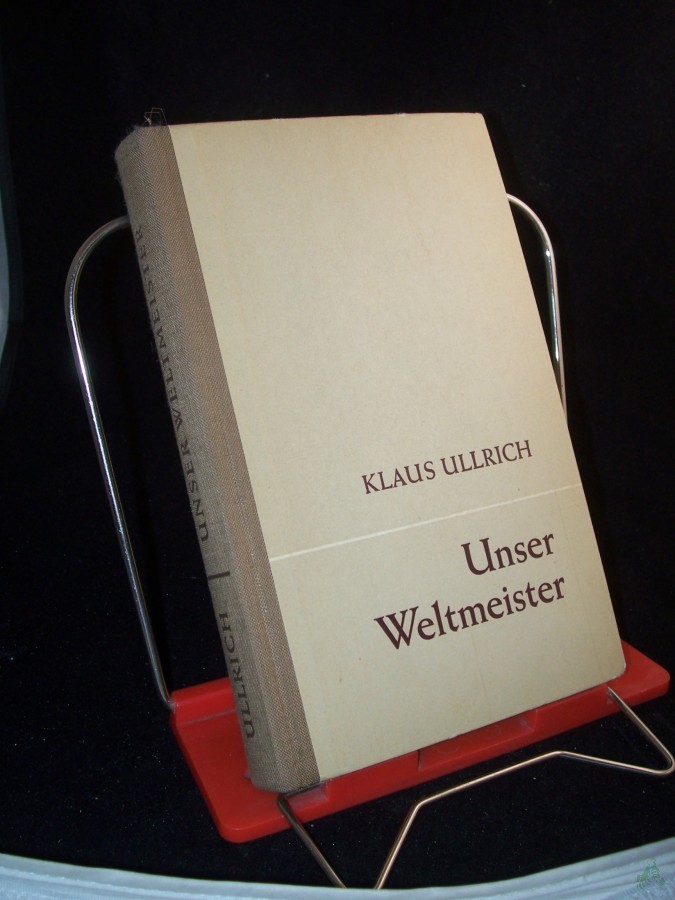 KLAUS ULLRICH
Unser
Weltmeister
ULLRICH | UNSER WELTMEISTER